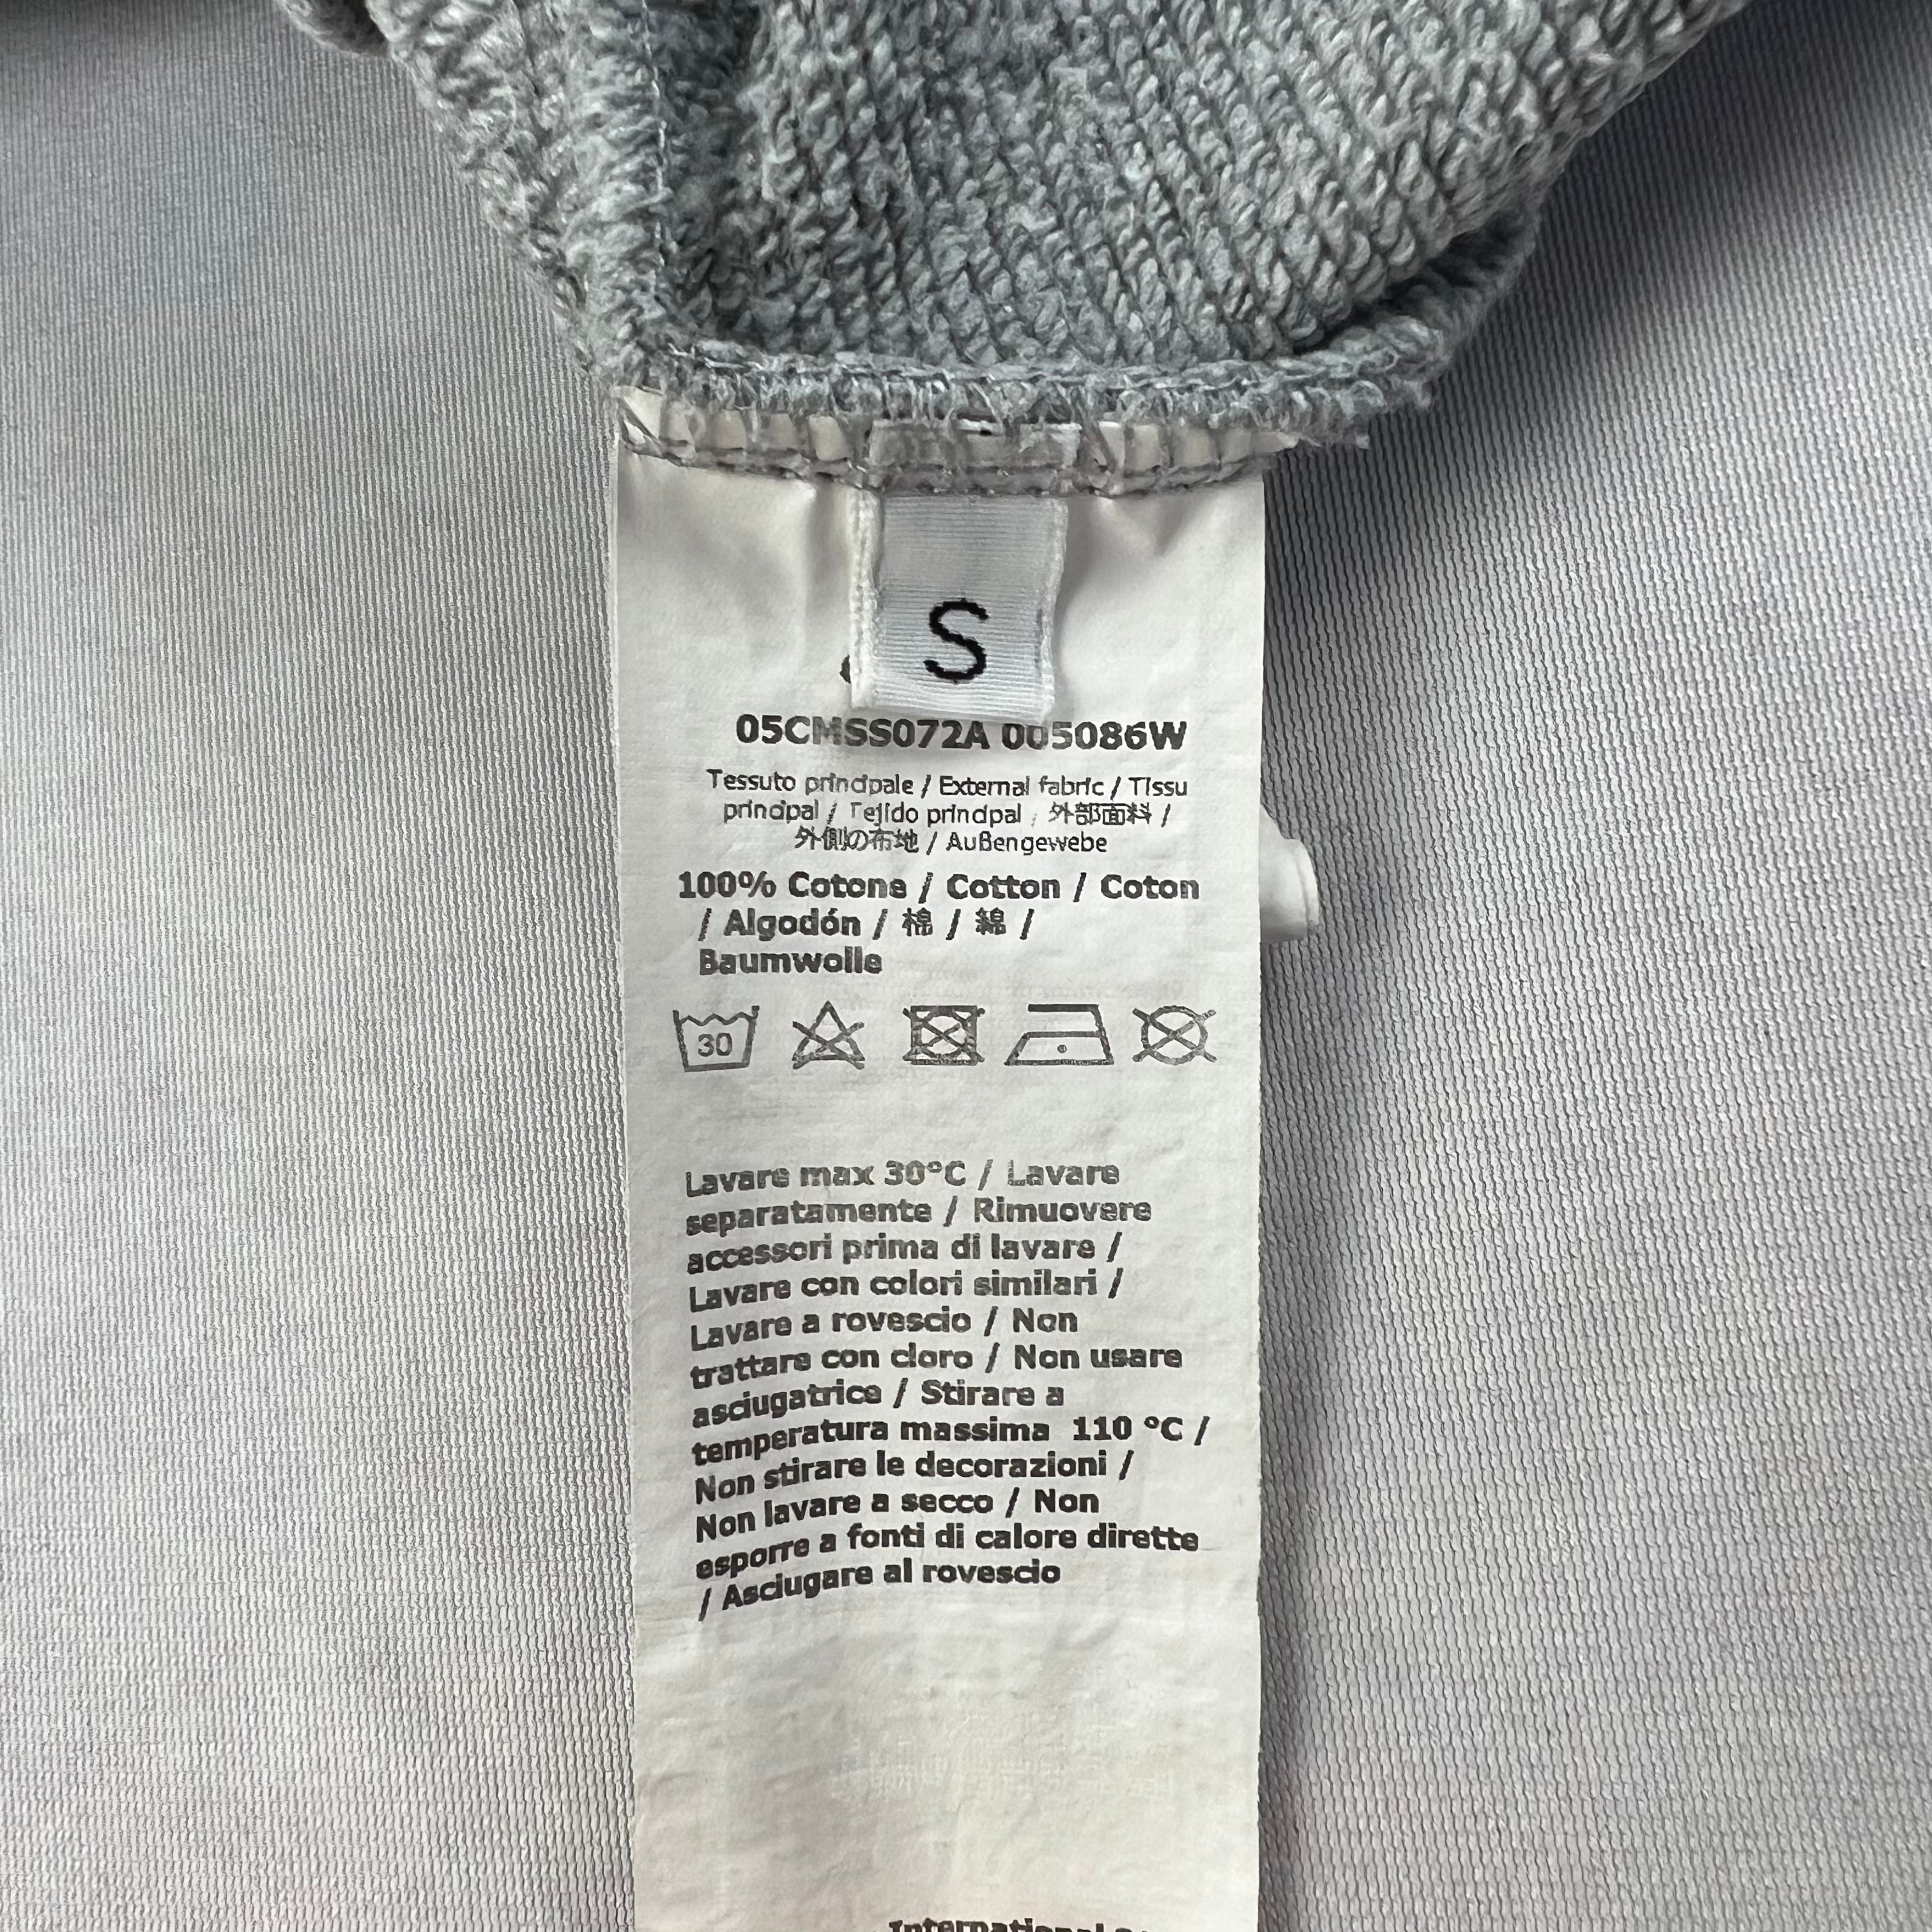 S
05CMSS072A 005086W
Tessuto principale / External fabric / Tissu
principal / Tejido principal / 外部面料 /
外側の布地 / Außengewebe
100% Cotone / Cotton / Coton
/ Algodón / 棉 / 綿 /
Baumwolle
30
Lavare max 30°C / Lavare
separatamente / Rimuovere
accessori prima di lavare /
Lavare con colori similari /
Lavare a rovescio / Non
trattare con cloro / Non usare
asciugatrice / Stirare a
temperatura massima 110 °C /
Non stirare le decorazioni /
Non lavare a secco / Non
esporre a fonti di calore dirette
/ Asciugare al rovescio
International